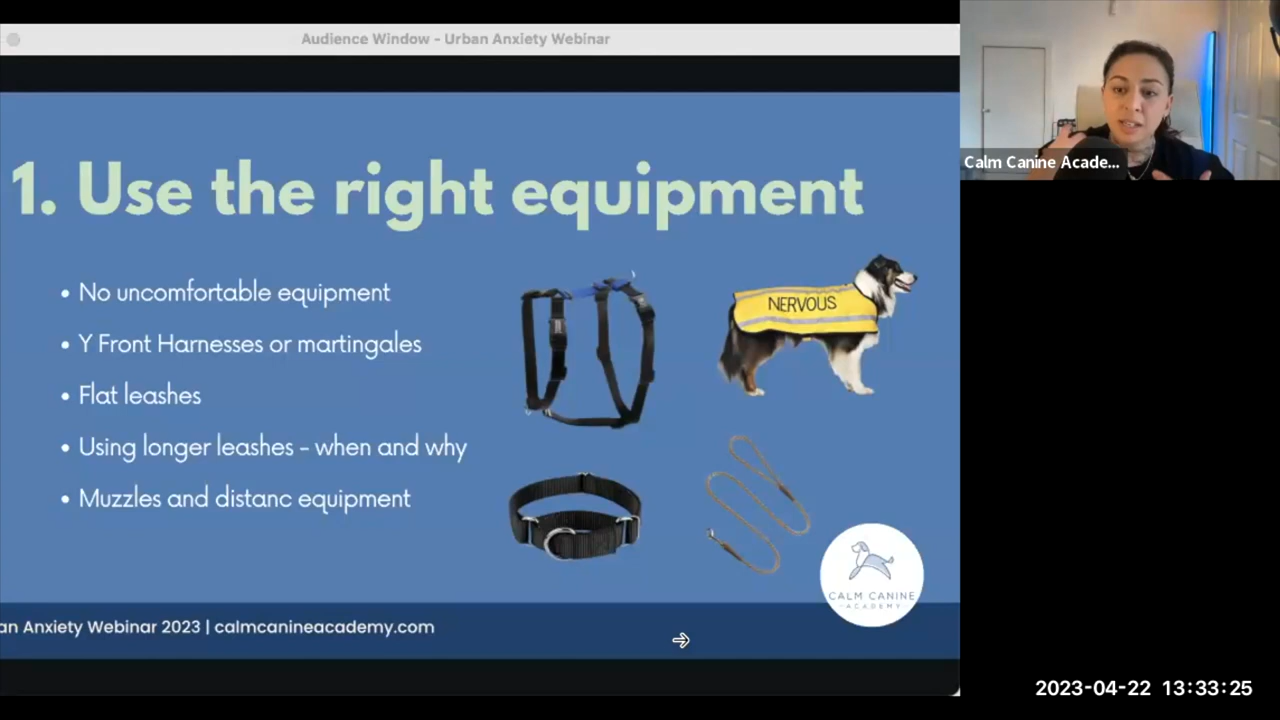 Audience Window - Urban Anxiety Webinar
1. Use the right equipment
• No uncomfortable equipment
• Y Front Harnesses or martingales
• Flat leashes
• Using longer leashes - when and why
• Muzzles and distanc equipment
NERVOUS
CALM CANINE
ACADEMY
an Anxiety Webinar 2023 | calmcanineacademy.com
Calm Canine Acade...
2023-04-22 13:33:25